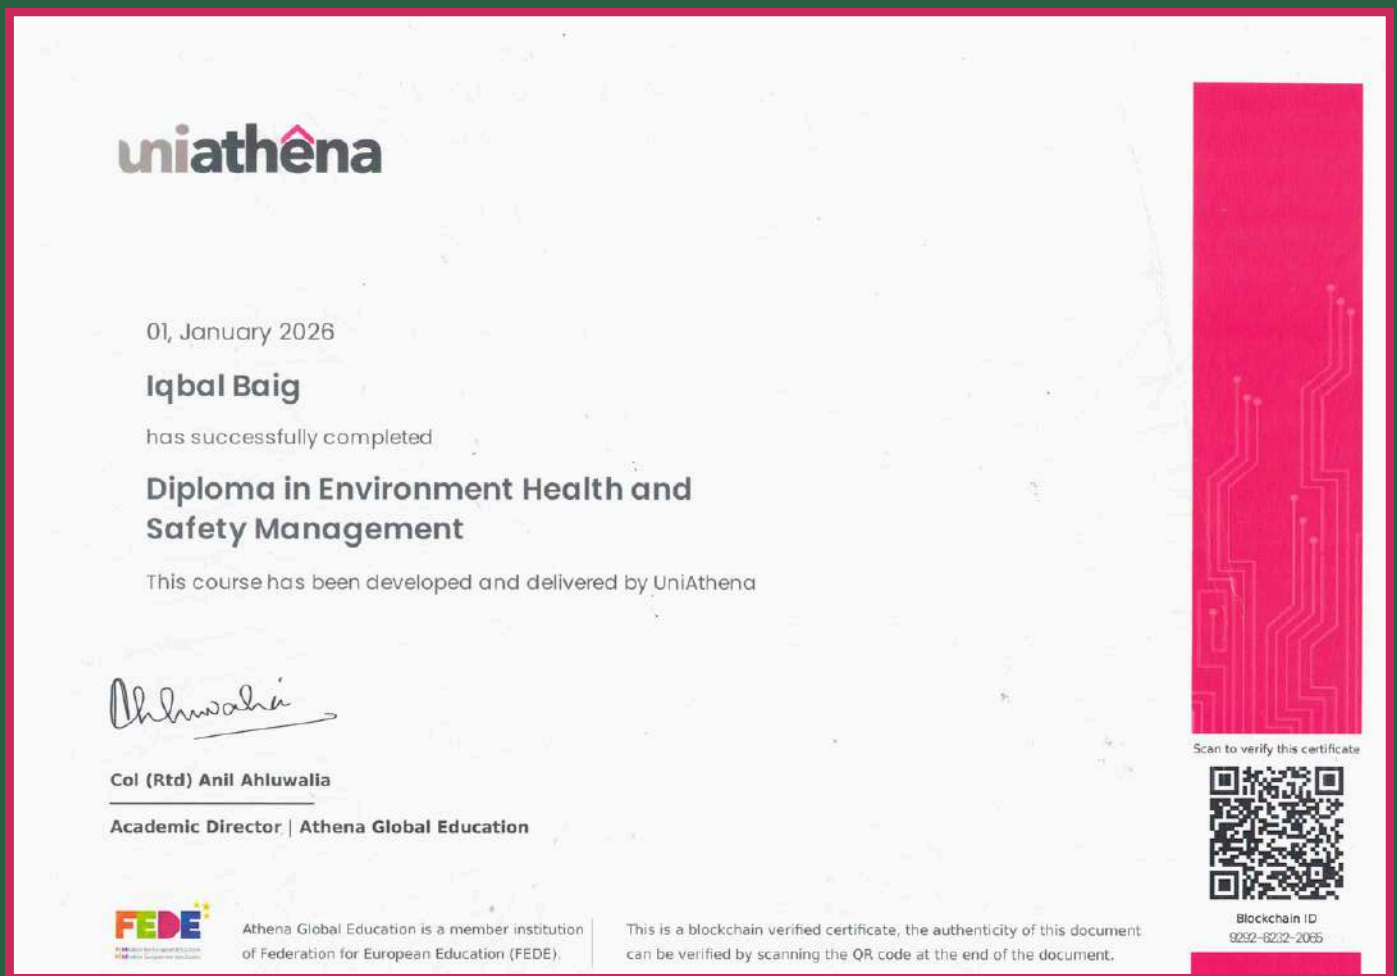 uniathêna
01, January 2026
Iqbal Baig
has successfully completed
Diploma in Environment Health and
Safety Management
This course has been developed and delivered by UniAthena
Col (Rtd) Anil Ahluwalia
Academic Director | Athena Global Education
FEDE
Athena Global Education is a member institution
of Federation for European Education (FEDE).
This is a blockchain verified certificate, the authenticity of this document
can be verified by scanning the QR code at the end of the document.
Scan to verify this certificate
Blockchain ID
9292-6232-2065